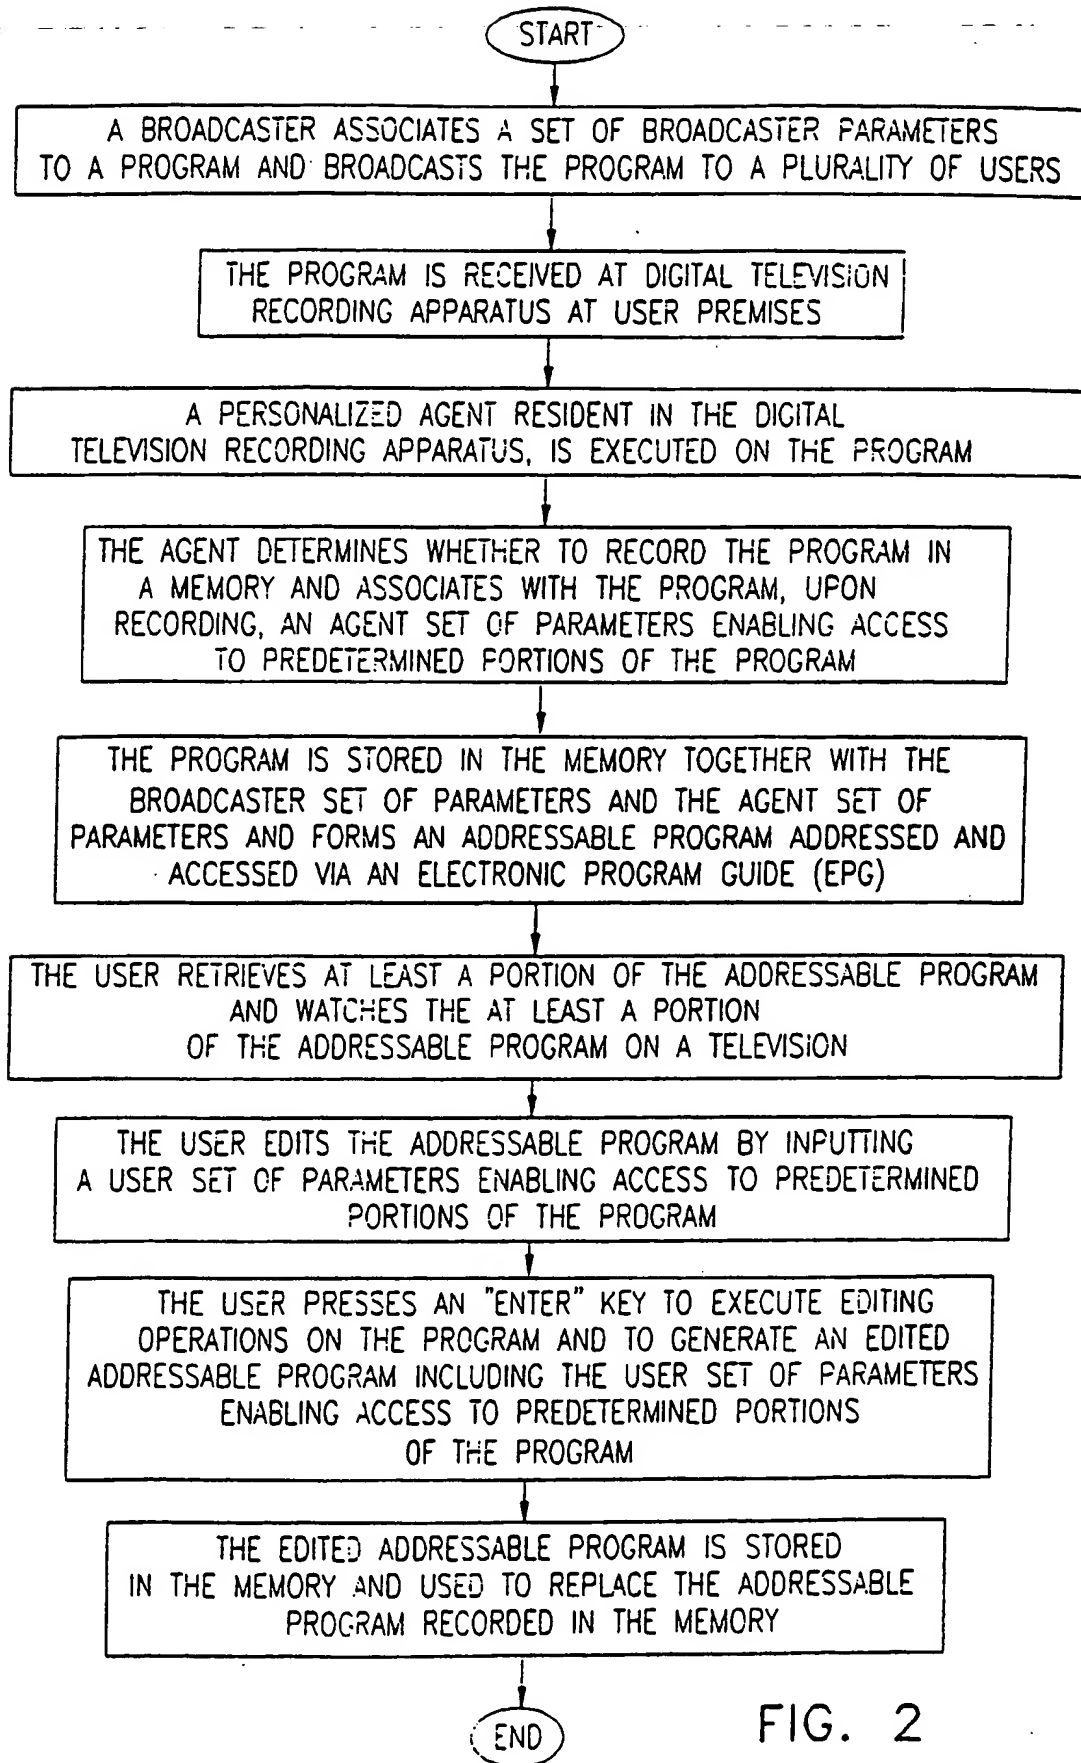 START
A BROADCASTER ASSOCIATES A SET OF BROADCASTER PARAMETERS
TO A PROGRAM AND BROADCASTS THE PROGRAM TO A PLURALITY OF USERS
THE PROGRAM IS RECEIVED AT DIGITAL TELEVISION
RECORDING APPARATUS AT USER PREMISES
A PERSONALIZED AGENT RESIDENT IN THE DIGITAL
TELEVISION RECORDING APPARATUS, IS EXECUTED ON THE PROGRAM
THE AGENT DETERMINES WHETHER TO RECORD THE PROGRAM IN
A MEMORY AND ASSOCIATES WITH THE PROGRAM, UPON
RECORDING, AN AGENT SET OF PARAMETERS ENABLING ACCESS
TO PREDETERMINED PORTIONS OF THE PROGRAM
THE PROGRAM IS STORED IN THE MEMORY TOGETHER WITH THE
BROADCASTER SET OF PARAMETERS AND THE AGENT SET OF
PARAMETERS AND FORMS AN ADDRESSABLE PROGRAM ADDRESSED AND
ACCESSED VIA AN ELECTRONIC PROGRAM GUIDE (EPG)
THE USER RETRIEVES AT LEAST A PORTION OF THE ADDRESSABLE PROGRAM
AND WATCHES THE AT LEAST A PORTION
OF THE ADDRESSABLE PROGRAM ON A TELEVISION
THE USER EDITS THE ADDRESSABLE PROGRAM BY INPUTTING
A USER SET OF PARAMETERS ENABLING ACCESS TO PREDETERMINED
PORTIONS OF THE PROGRAM
THE USER PRESSES AN "ENTER" KEY TO EXECUTE EDITING
OPERATIONS ON THE PROGRAM AND TO GENERATE AN EDITED
ADDRESSABLE PROGRAM INCLUDING THE USER SET OF PARAMETERS
ENABLING ACCESS TO PREDETERMINED PORTIONS
OF THE PROGRAM
THE EDITED ADDRESSABLE PROGRAM IS STORED
IN THE MEMORY AND USED TO REPLACE THE ADDRESSABLE
PROGRAM RECORDED IN THE MEMORY
END
FIG. 2